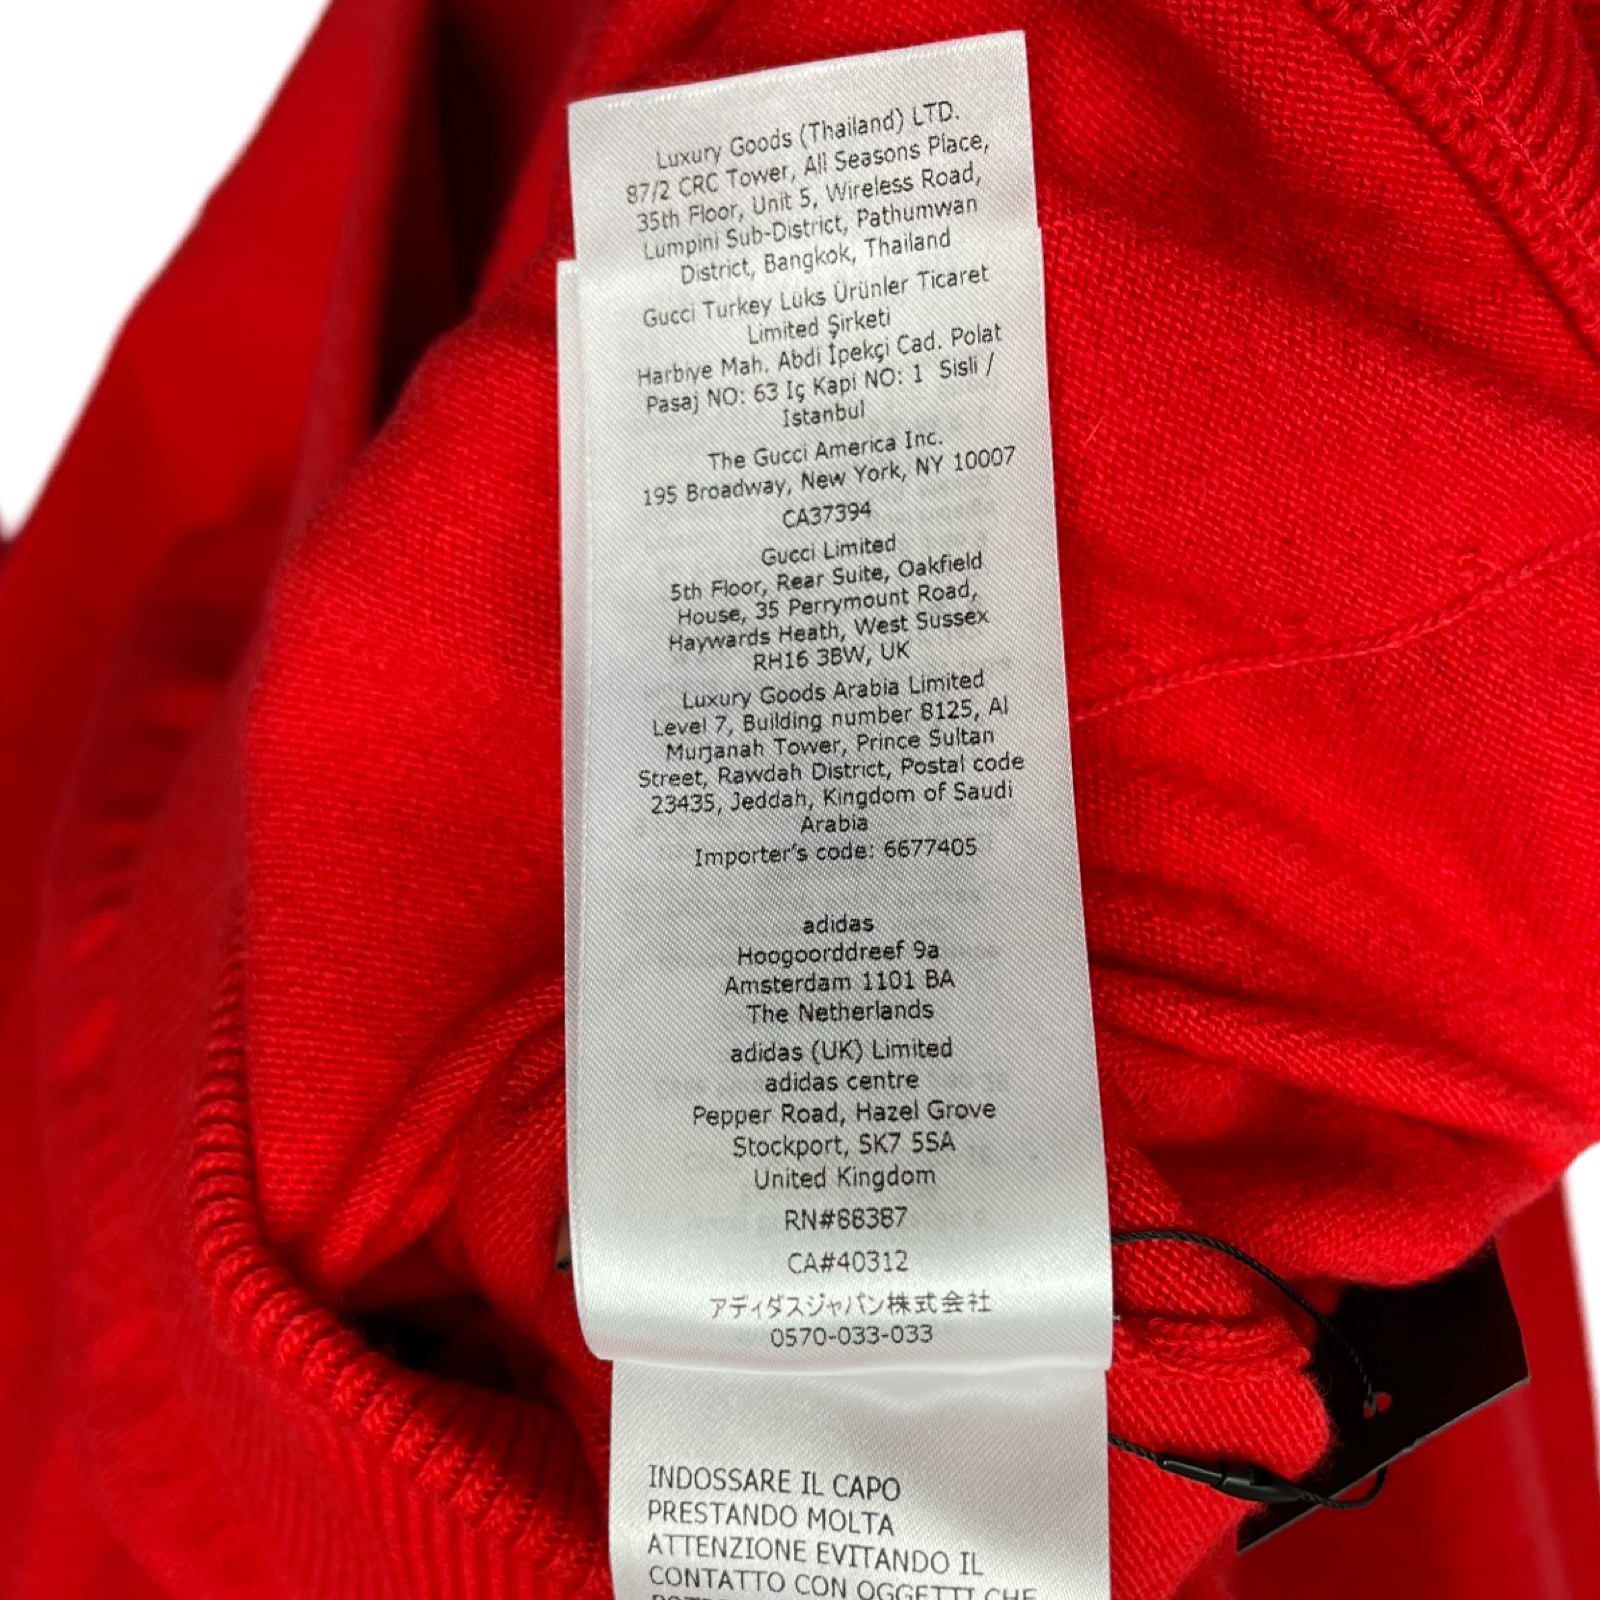 Luxury Goods (Thailand) LTD.
87/2 CRC Tower, All Seasons Place,
35th Floor, Unit 5, Wireless Road,
Lumpini Sub-District, Pathumwan
District, Bangkok, Thailand
Gucci Turkey Lüks Ürünler Ticaret
Limited Şirketi
Harbiye Mah. Abdi İpekçi Cad. Polat
Pasaj NO: 63 Iç Kapi NO: 1 Sisli /
Istanbul
The Gucci America Inc.
195 Broadway, New York, NY 10007
CA37394
Gucci Limited
5th Floor, Rear Suite, Oakfield
House, 35 Perrymount Road,
Haywards Heath, West Sussex
RH16 3BW, UK
Luxury Goods Arabia Limited
Level 7, Building number 8125, Al
Murjanah Tower, Prince Sultan
Street, Rawdah District, Postal code
23435, Jeddah, Kingdom of Saudi
Arabia
Importer's code: 6677405
adidas
Hoogoorddreef 9a
Amsterdam 1101 BA
The Netherlands
adidas (UK) Limited
adidas centre
Pepper Road, Hazel Grove
Stockport, SK7 5SA
United Kingdom
RN#88387
CA#40312
アディダスジャパン株式会社
0570-033-033
INDOSSARE IL CAPO
PRESTANDO MOLTA
ATTENZIONE EVITANDO IL
CONTATTO CON OGGETTI CHE